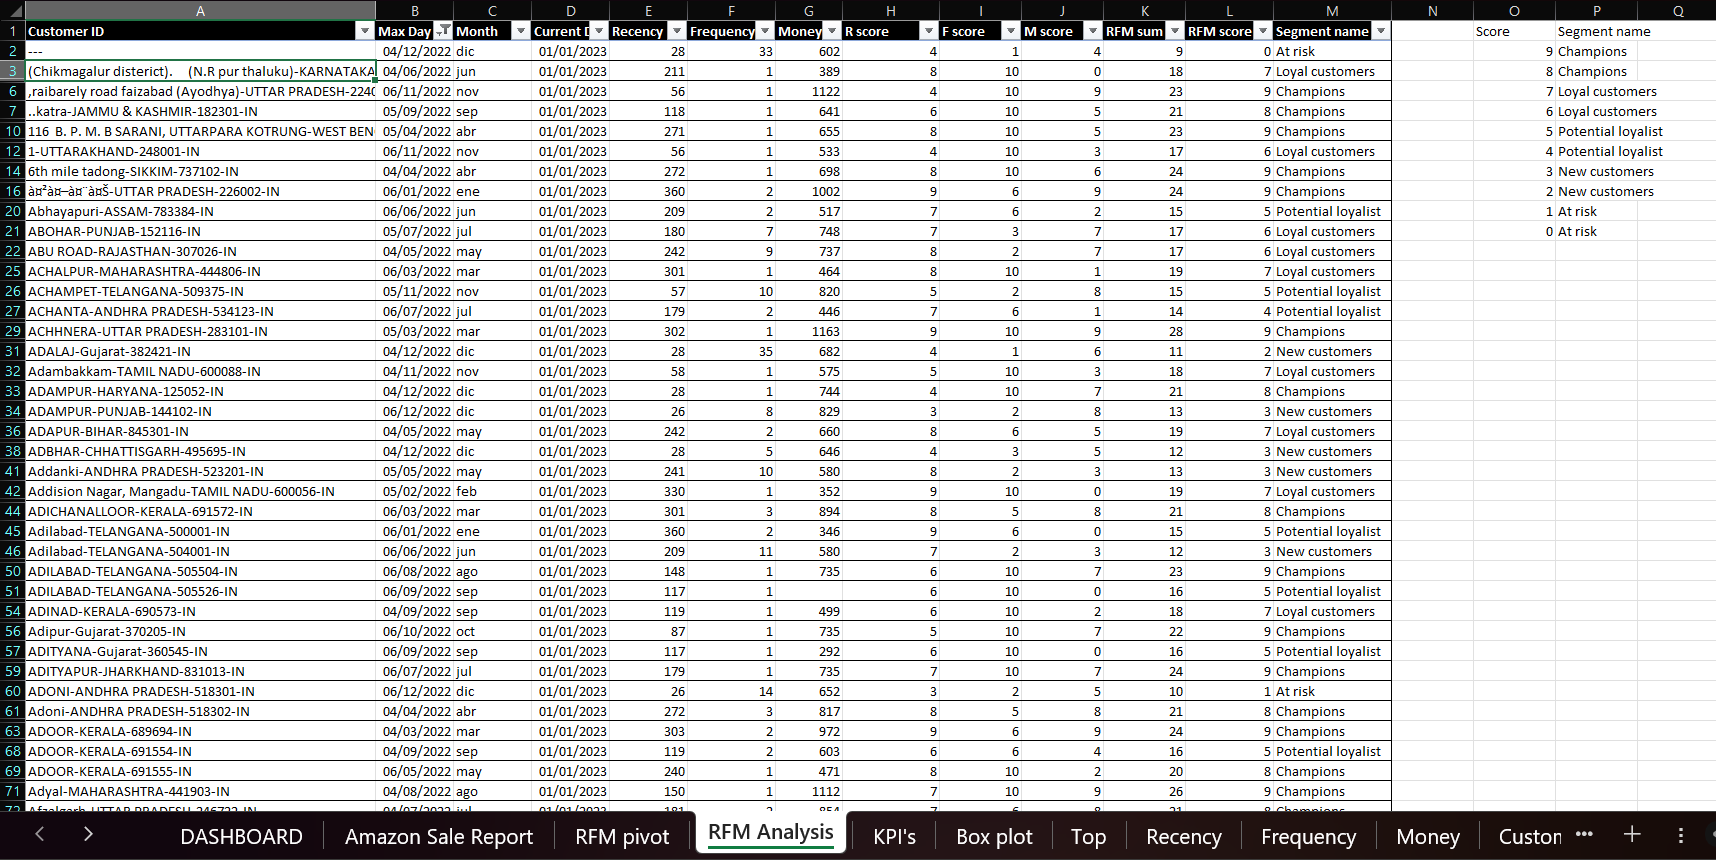 A B C D E F G H I J K L M N O P Q
1 Customer ID Max Day Month Current Recency Frequency Money R score F score M score RFM sum RFM score Segment name Score Segment name
2 --- 04/12/2022 dic 01/01/2023 28 33 602 4 1 4 9 0 At risk 9 Champions
3 (Chikmagalur disterict). (N.R pur thaluku)-KARNATAKA 04/06/2022 jun 01/01/2023 211 1 389 8 10 0 18 7 Loyal customers 8 Champions
6 ,raibarely road faizabad (Ayodhya)-UTTAR PRADESH-2240 06/11/2022 nov 01/01/2023 56 1 1122 4 10 9 23 9 Champions 7 Loyal customers
7 ..katra-JAMMU & KASHMIR-182301-IN 05/09/2022 sep 01/01/2023 118 1 641 6 10 5 21 8 Champions 6 Loyal customers
10 116 B. P. M. B SARANI, UTTARPARA KOTRUNG-WEST BEN 05/04/2022 abr 01/01/2023 271 1 655 8 10 5 23 9 Champions 5 Potential loyalist
12 1-UTTARAKHAND-248001-IN 06/11/2022 nov 01/01/2023 56 1 533 4 10 3 17 6 Loyal customers 4 Potential loyalist
14 6th mile tadong-SIKKIM-737102-IN 04/04/2022 abr 01/01/2023 272 1 698 8 10 6 24 9 Champions 3 New customers
16 à¤²à¤–à¤¨à¤Š-UTTAR PRADESH-226002-IN 06/01/2022 ene 01/01/2023 360 2 1002 9 6 9 24 9 Champions 2 New customers
20 Abhayapuri-ASSAM-783384-IN 06/06/2022 jun 01/01/2023 209 2 517 7 6 2 15 5 Potential loyalist 1 At risk
21 ABOHAR-PUNJAB-152116-IN 05/07/2022 jul 01/01/2023 180 7 748 7 3 7 17 6 Loyal customers 0 At risk
22 ABU ROAD-RAJASTHAN-307026-IN 04/05/2022 may 01/01/2023 242 9 737 8 2 7 17 6 Loyal customers
25 ACHALPUR-MAHARASHTRA-444806-IN 06/03/2022 mar 01/01/2023 301 1 464 8 10 1 19 7 Loyal customers
26 ACHAMPET-TELANGANA-509375-IN 05/11/2022 nov 01/01/2023 57 10 820 5 2 8 15 5 Potential loyalist
27 ACHANTA-ANDHRA PRADESH-534123-IN 06/07/2022 jul 01/01/2023 179 2 446 7 6 1 14 4 Potential loyalist
29 ACHHNERA-UTTAR PRADESH-283101-IN 05/03/2022 mar 01/01/2023 302 1 1163 9 10 9 28 9 Champions
31 ADALAJ-Gujarat-382421-IN 04/12/2022 dic 01/01/2023 28 35 682 4 1 6 11 2 New customers
32 Adambakkam-TAMIL NADU-600088-IN 04/11/2022 nov 01/01/2023 58 1 575 5 10 3 18 7 Loyal customers
33 ADAMPUR-HARYANA-125052-IN 04/12/2022 dic 01/01/2023 28 1 744 4 10 7 21 8 Champions
34 ADAMPUR-PUNJAB-144102-IN 06/12/2022 dic 01/01/2023 26 8 829 3 2 8 13 3 New customers
36 ADAPUR-BIHAR-845301-IN 04/05/2022 may 01/01/2023 242 2 660 8 6 5 19 7 Loyal customers
38 ADBHAR-CHHATTISGARH-495695-IN 04/12/2022 dic 01/01/2023 28 5 646 4 3 5 12 3 New customers
41 Addanki-ANDHRA PRADESH-523201-IN 05/05/2022 may 01/01/2023 241 10 580 8 2 3 13 3 New customers
42 Addision Nagar, Mangadu-TAMIL NADU-600056-IN 05/02/2022 feb 01/01/2023 330 1 352 9 10 0 19 7 Loyal customers
44 ADICHANALLOOR-KERALA-691572-IN 06/03/2022 mar 01/01/2023 301 3 894 8 5 8 21 8 Champions
45 Adilabad-TELANGANA-500001-IN 06/01/2022 ene 01/01/2023 360 2 346 9 6 0 15 5 Potential loyalist
46 Adilabad-TELANGANA-504001-IN 06/06/2022 jun 01/01/2023 209 11 580 7 2 3 12 3 New customers
50 ADILABAD-TELANGANA-505504-IN 06/08/2022 ago 01/01/2023 148 1 735 6 10 7 23 9 Champions
51 ADILABAD-TELANGANA-505526-IN 06/09/2022 sep 01/01/2023 117 1 6 10 0 16 5 Potential loyalist
54 ADINAD-KERALA-690573-IN 04/09/2022 sep 01/01/2023 119 1 499 6 10 2 18 7 Loyal customers
56 Adipur-Gujarat-370205-IN 06/10/2022 oct 01/01/2023 87 1 735 5 10 7 22 9 Champions
57 ADITYANA-Gujarat-360545-IN 06/09/2022 sep 01/01/2023 117 1 292 6 10 0 16 5 Potential loyalist
59 ADITYAPUR-JHARKHAND-831013-IN 06/07/2022 jul 01/01/2023 179 1 735 7 10 7 24 9 Champions
60 ADONI-ANDHRA PRADESH-518301-IN 06/12/2022 dic 01/01/2023 26 14 652 3 2 5 10 1 At risk
61 Adoni-ANDHRA PRADESH-518302-IN 04/04/2022 abr 01/01/2023 272 3 817 8 5 8 21 8 Champions
63 ADOOR-KERALA-689694-IN 04/03/2022 mar 01/01/2023 303 2 972 9 6 9 24 9 Champions
68 ADOOR-KERALA-691554-IN 04/09/2022 sep 01/01/2023 119 2 603 6 6 4 16 5 Potential loyalist
69 ADOOR-KERALA-691555-IN 06/05/2022 may 01/01/2023 240 1 471 8 10 2 20 8 Champions
71 Adyal-MAHARASHTRA-441903-IN 04/08/2022 ago 01/01/2023 150 1 1112 7 10 9 26 9 Champions
DASHBOARD Amazon Sale Report RFM pivot RFM Analysis KPI's Box plot Top Recency Frequency Money Custon